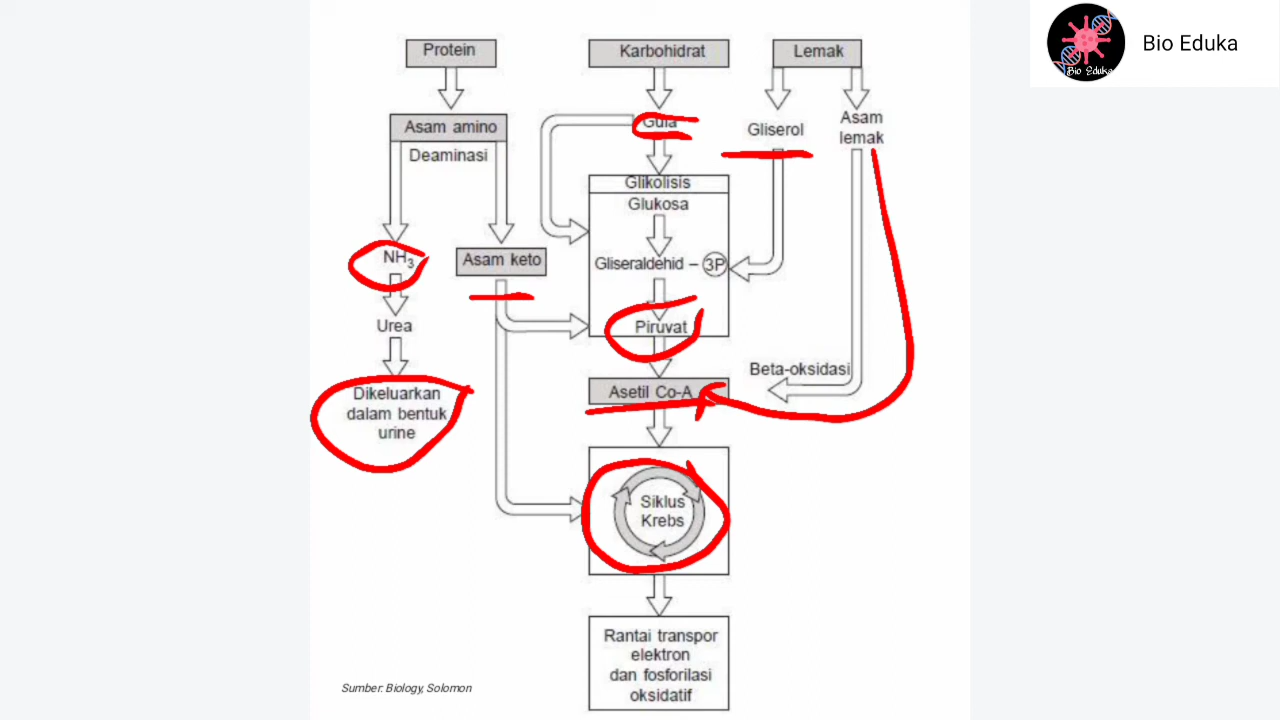 Bio Eduka
Bio Eduka
Protein
Karbohidrat
Lemak
Asam amino
Deaminasi
Gula
Gliserol
Asam
lemak
Glikolisis
Glukosa
NH3
Asam keto
Gliseraldehid – 3P
Urea
Piruvat
Beta-oksidasi
Dikeluarkan
dalam bentuk
urine
Asetil Co-A
Siklus
Krebs
Rantai transpor
elektron
dan fosforilasi
oksidatif
Sumber: Biology, Solomon